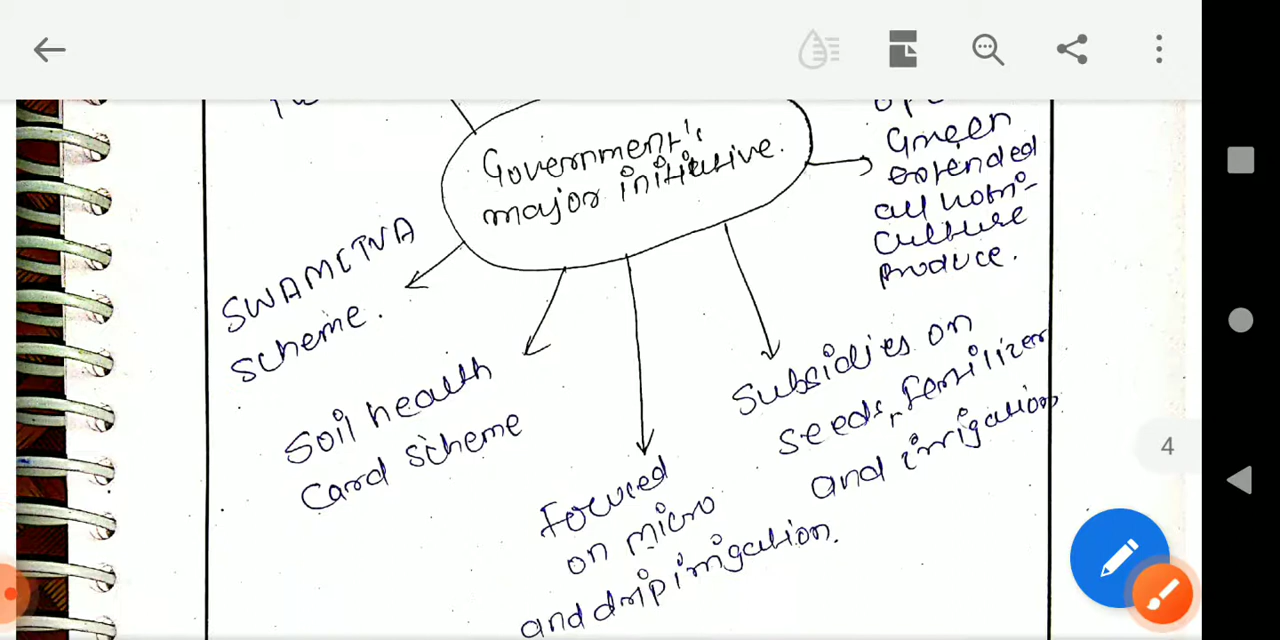 Government's
major initiative.
Green
extended
all horti-
culture
produce.
SWAMITVA
scheme.
Soil health
card scheme
Focused
on micro
and drip irrigation.
Subsidies on
seeds, fertilizer
and irrigation.
4